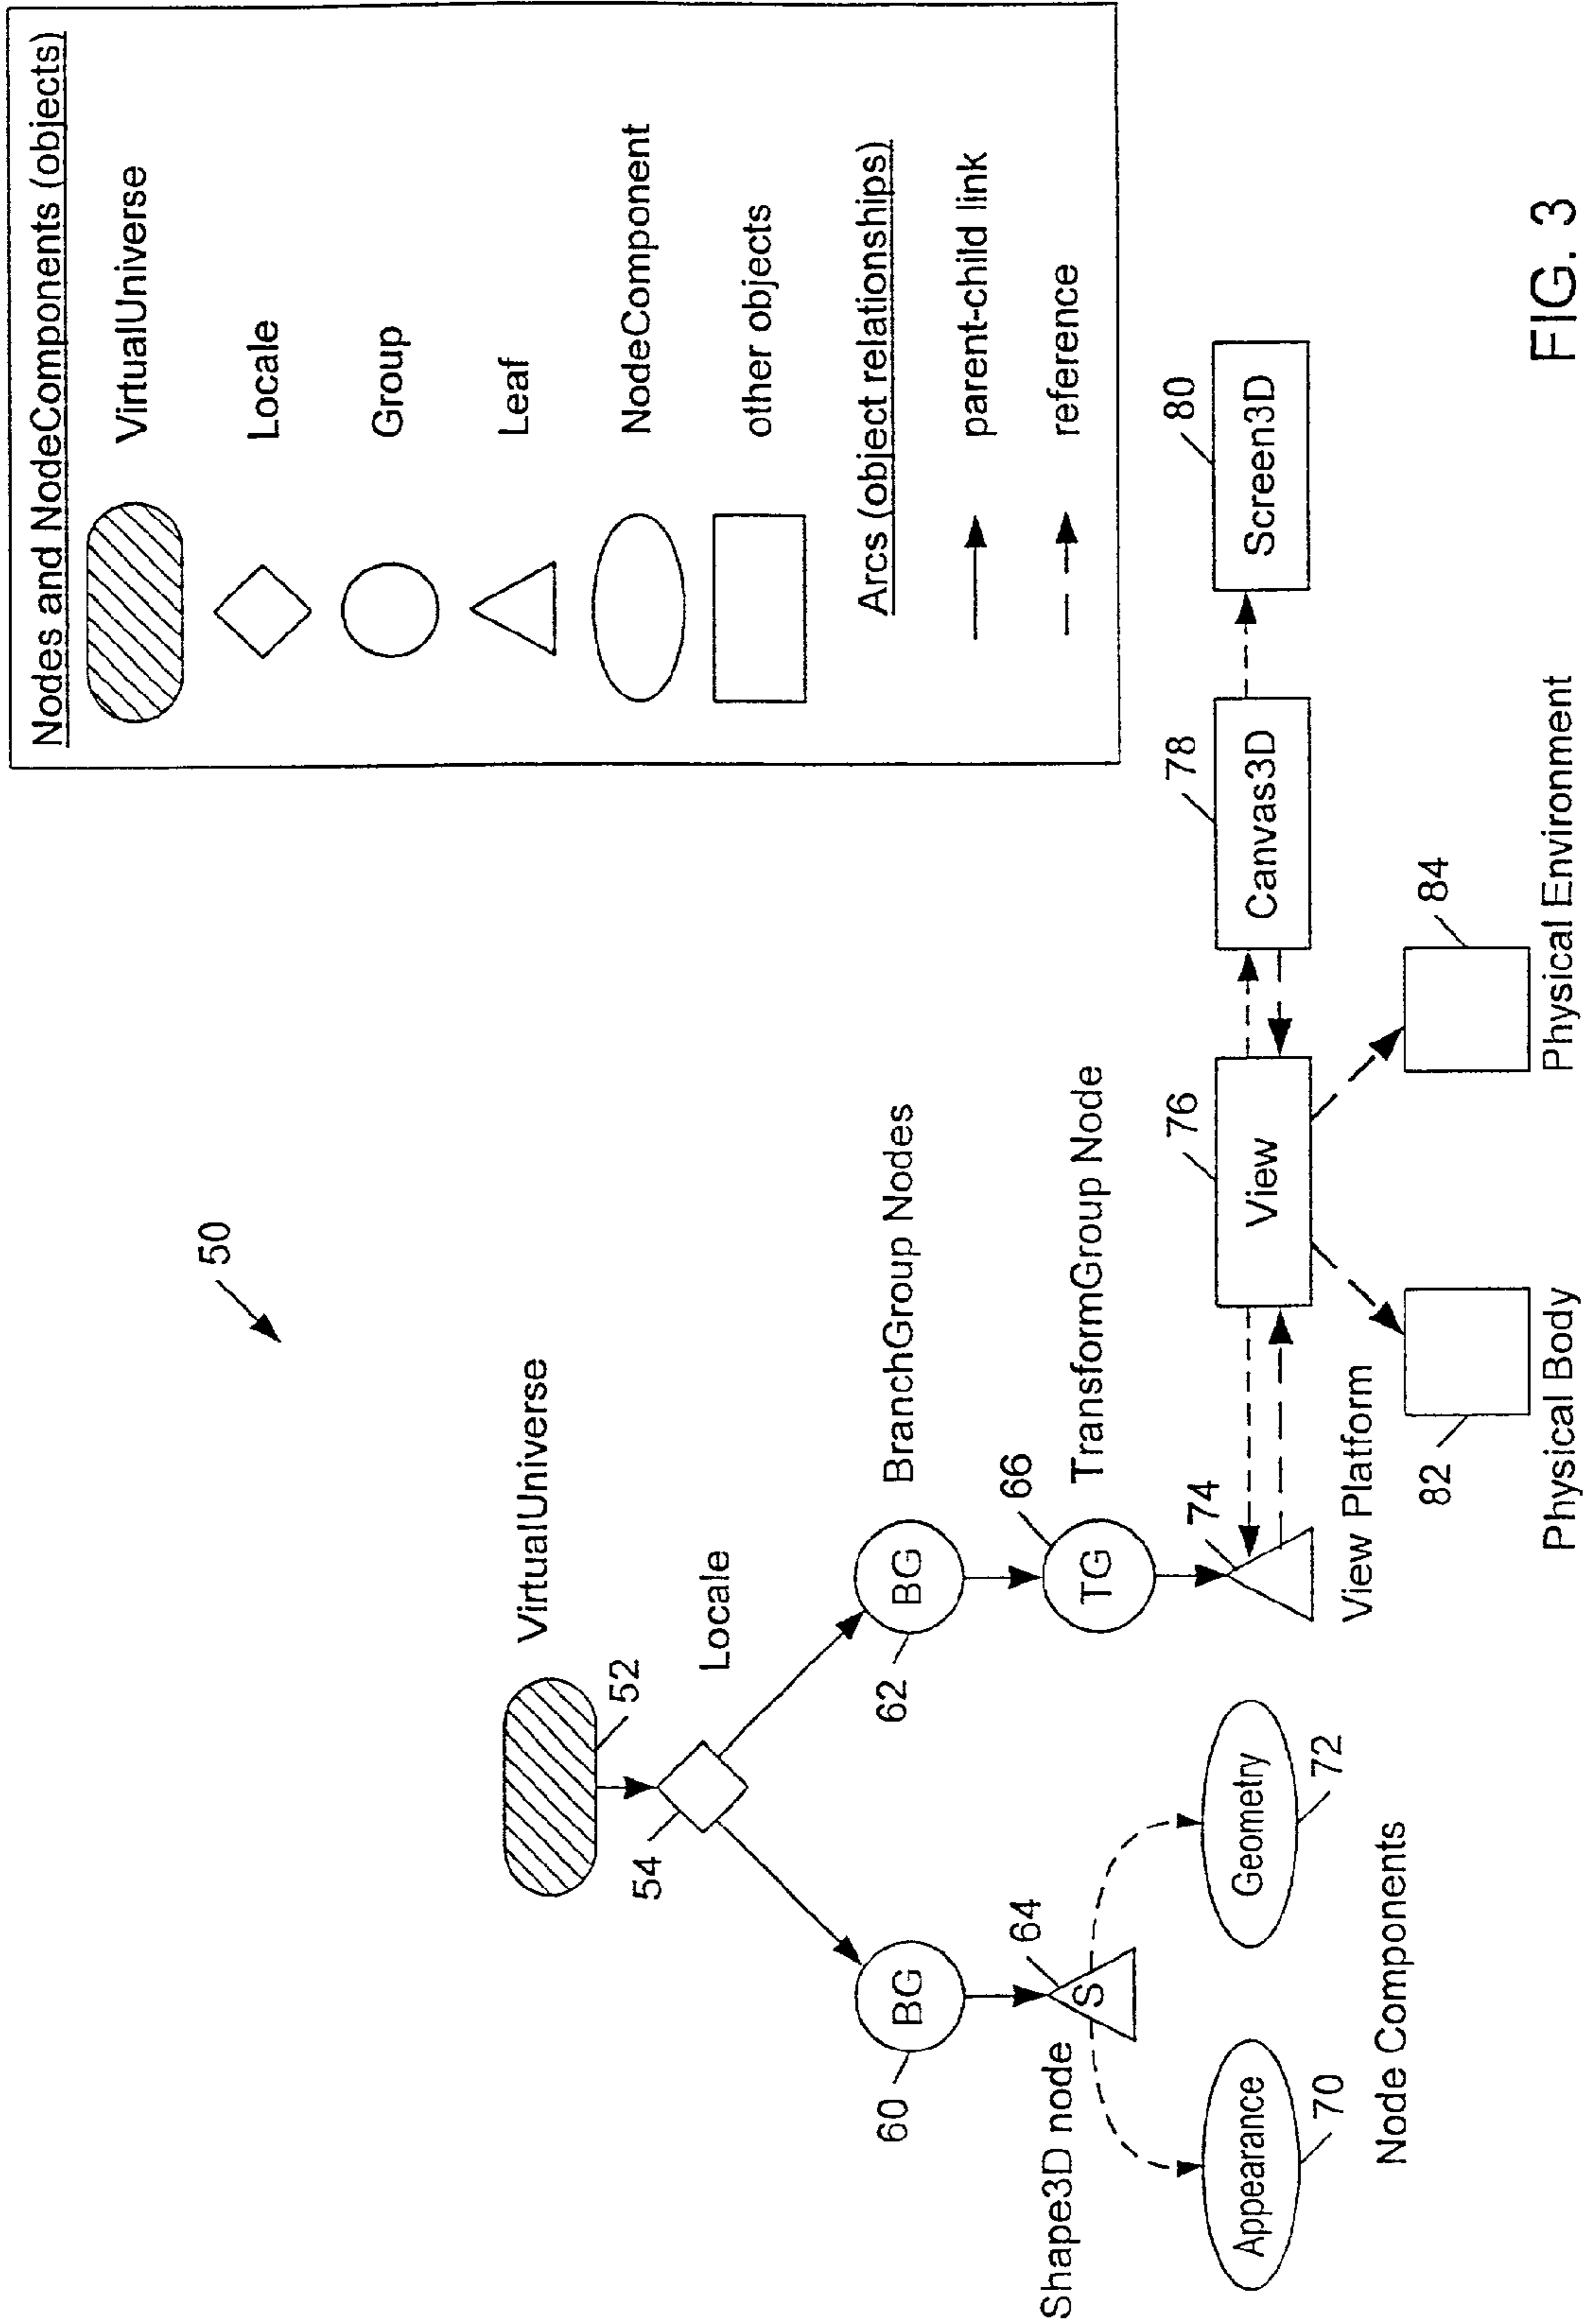 Nodes and NodeComponents (objects)
VirtualUniverse
Locale
Group
Leaf
NodeComponent
other objects
Arcs (object relationships)
parent-child link
reference
50
VirtualUniverse
52
Locale
54
BG
60
BG
62
BranchGroup Nodes
Shape3D node
S
64
TG
66
TransformGroup Node
Appearance
70
Geometry
72
Node Components
74
View Platform
View
76
Canvas3D
78
Screen3D
80
82
Physical Body
84
Physical Environment
FIG. 3